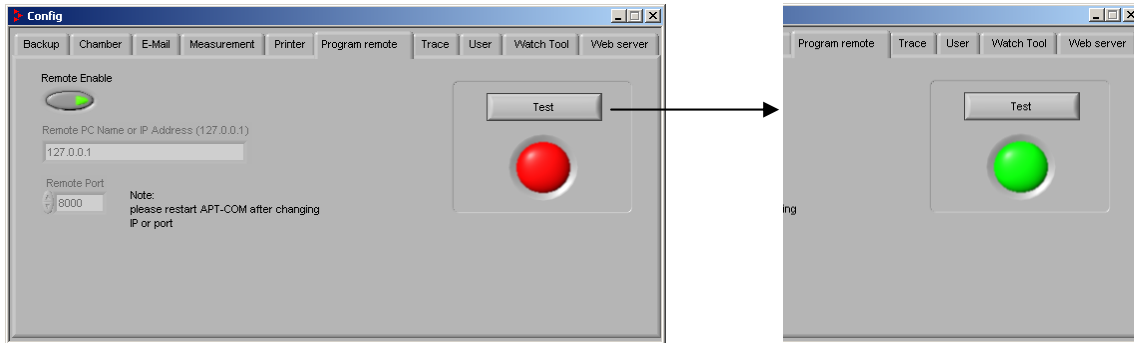 Config
Backup Chamber E-Mail Measurement Printer Program remote Trace User Watch Tool Web server
Remote Enable
Remote PC Name or IP Address (127.0.0.1)
127.0.0.1
Remote Port
8000
Note:
please restart APT-COM after changing
IP or port
Test
Program remote Trace User Watch Tool Web server
Test
ing